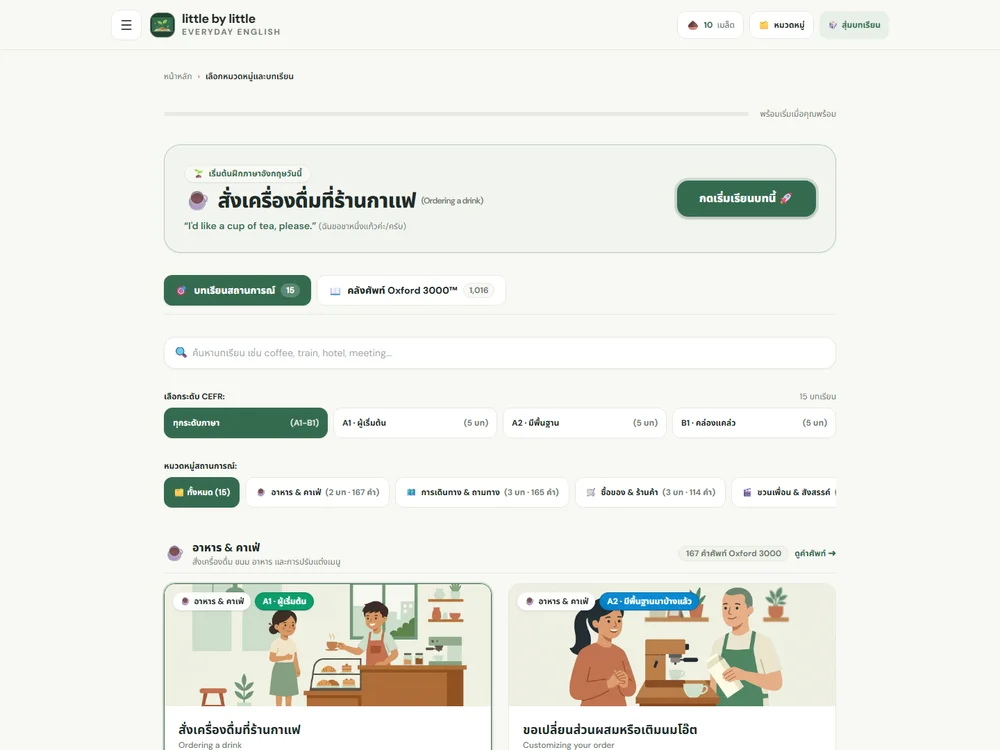 little by little
EVERYDAY ENGLISH
10 เมล็ด
หมวดหมู่
สุ่มบทเรียน
หน้าหลัก › เลือกหมวดหมู่และบทเรียน
พร้อมเริ่มเมื่อคุณพร้อม
เริ่มต้นฝึกภาษาอังกฤษวันนี้
สั่งเครื่องดื่มที่ร้านกาแฟ (Ordering a drink)
“I'd like a cup of tea, please.” (ฉันขอชาหนึ่งแก้วค่ะ/ครับ)
กดเริ่มเรียนบทนี้
บทเรียนสถานการณ์ 15
คลังศัพท์ Oxford 3000™ 1,016
ค้นหาบทเรียน เช่น coffee, train, hotel, meeting...
เลือกระดับ CEFR:
15 บทเรียน
ทุกระดับภาษา (A1–B1)
A1 · ผู้เริ่มต้น (5 บท)
A2 · มีพื้นฐาน (5 บท)
B1 · คล่องแคล่ว (5 บท)
หมวดหมู่สถานการณ์:
ทั้งหมด (15)
อาหาร & คาเฟ่ (2 บท · 167 คำ)
การเดินทาง & ถามทาง (3 บท · 165 คำ)
ซื้อของ & ร้านค้า (3 บท · 114 คำ)
ชวนเพื่อน & สังสรรค์
อาหาร & คาเฟ่
สั่งเครื่องดื่ม ขนม อาหาร และการปรับแต่งเมนู
167 คำศัพท์ Oxford 3000
ดูคำศัพท์ →
อาหาร & คาเฟ่
A1 · ผู้เริ่มต้น
อาหาร & คาเฟ่
A2 · มีพื้นฐานมาบ้างแล้ว
สั่งเครื่องดื่มที่ร้านกาแฟ
Ordering a drink
ขอเปลี่ยนส่วนผสมหรือเติมนมโอ๊ต
Customizing your order